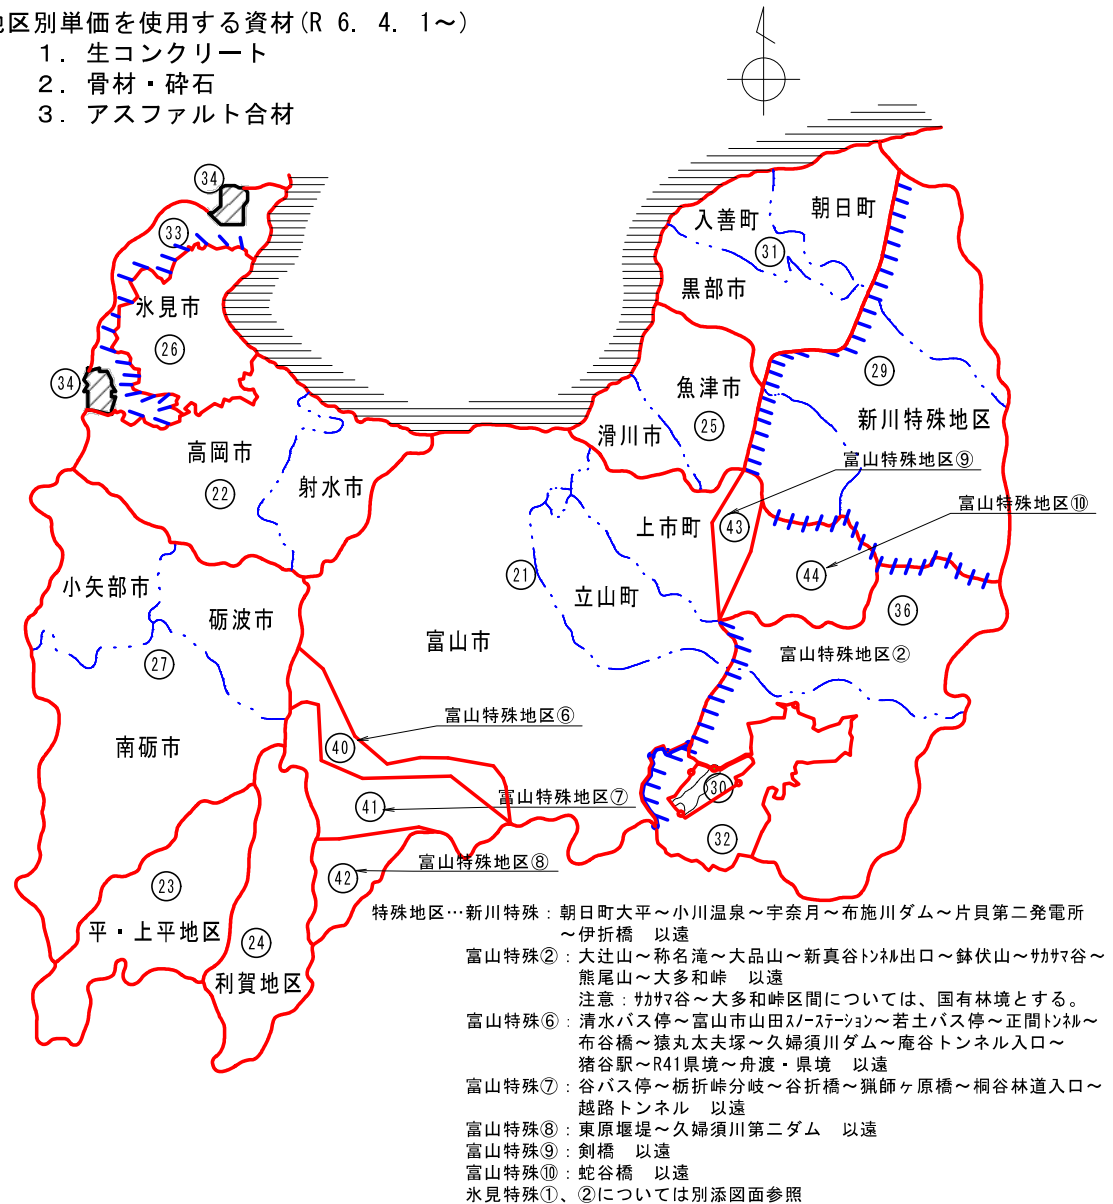 地区別単価を使用する資材(R 6. 4. 1～)
1. 生コンクリート
2. 骨材・砕石
3. アスファルト合材
34
33
氷見市
26
34
高岡市
22
射水市
入善町
朝日町
31
黒部市
29
魚津市
25
新川特殊地区
滑川市
富山特殊地区⑨
富山特殊地区⑩
上市町
43
44
21
小矢部市
砺波市
立山町
36
27
富山市
富山特殊地区②
富山特殊地区⑥
南砺市
40
富山特殊地区⑦
41
30
32
富山特殊地区⑧
42
23
平・上平地区
24
利賀地区
特殊地区…新川特殊：朝日町大平～小川温泉～宇奈月～布施川ダム～片貝第二発電所
～伊折橋　以遠
富山特殊②：大辻山～称名滝～大品山～新真谷ﾄﾝﾈﾙ出口～鉢伏山～ｻｶｻﾏ谷～
熊尾山～大多和峠　以遠
注意：ｻｶｻﾏ谷～大多和峠区間については、国有林境とする。
富山特殊⑥：清水バス停～富山市山田ｽﾉｰｽﾃｰｼｮﾝ～若土バス停～正間ﾄﾝﾈﾙ～
布谷橋～猿丸太夫塚～久婦須川ダム～庵谷トンネル入口～
猪谷駅～R41県境～舟渡・県境　以遠
富山特殊⑦：谷バス停～栃折峠分岐～谷折橋～猟師ヶ原橋～桐谷林道入口～
越路トンネル　以遠
富山特殊⑧：東原堰堤～久婦須川第二ダム　以遠
富山特殊⑨：剣橋　以遠
富山特殊⑩：蛇谷橋　以遠
氷見特殊①、②については別添図面参照